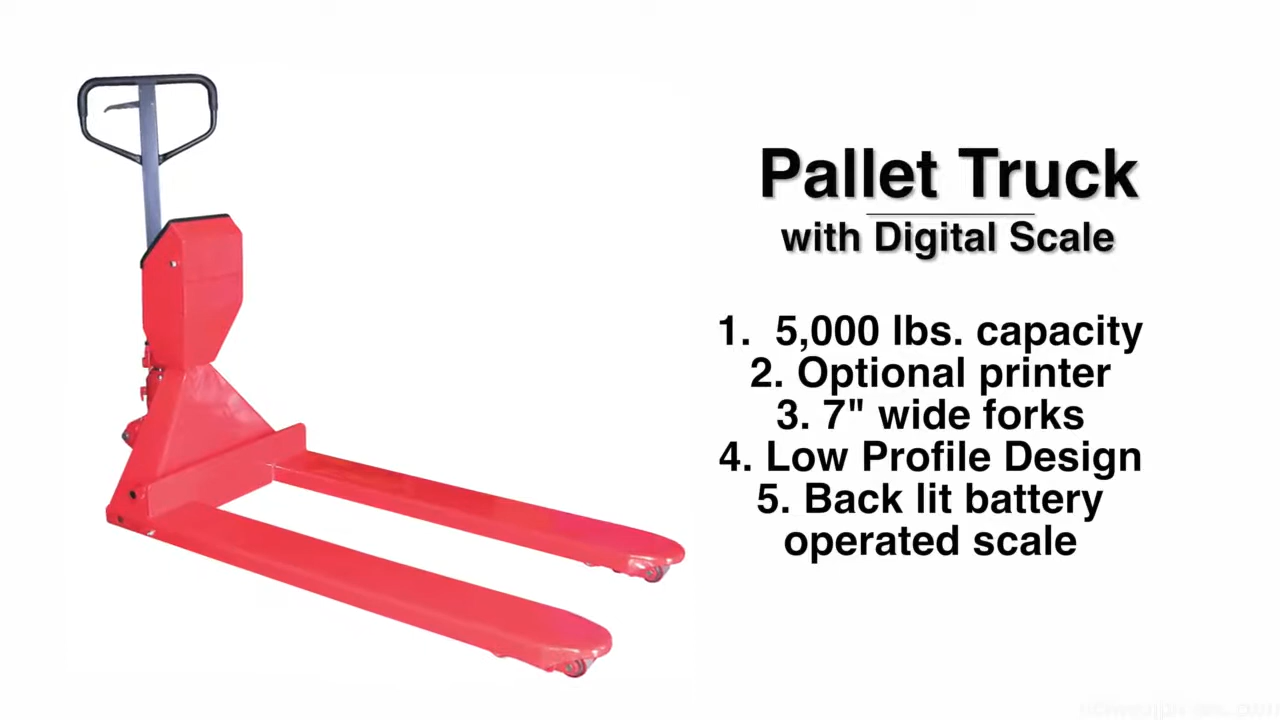 Pallet Truck
with Digital Scale
1. 5,000 lbs. capacity
2. Optional printer
3. 7" wide forks
4. Low Profile Design
5. Back lit battery
operated scale